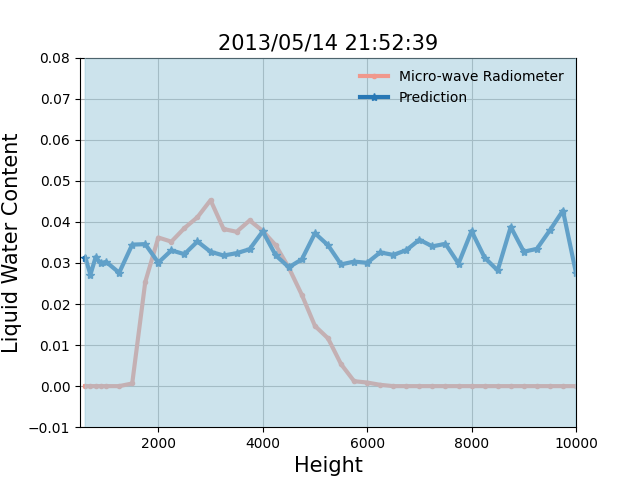 2013/05/14 21:52:39
Micro-wave Radiometer
Prediction
Liquid Water Content
0.08
0.07
0.06
0.05
0.04
0.03
0.02
0.01
0.00
−0.01
2000 4000 6000 8000 10000
Height